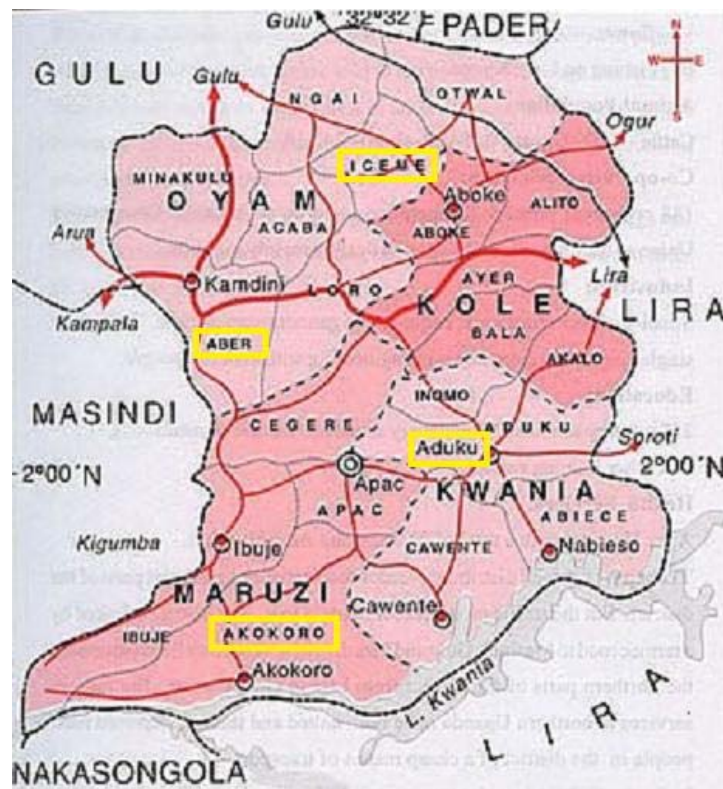 Gulu
32°32' E
PADER
N
W E
S
GULU
Gulu
NGAI
OTWAL
Ogur
ICEME
MINAKULU
Aboke
ALITO
OYAM
ACABA
ABOKE
Arua
AYER
Lira
Kamdini
LORO
KOLE
LIRA
Kampala
BALA
ABER
AKALO
INOMO
MASINDI
CEGERE
ADUKU
Aduku
Soroti
2°00'N
2°00'N
Apac
KWANIA
APAC
ABIECE
Kigumba
Ibuje
CAWENTE
Nabieso
MARUZI
Cawente
IBUJE
AKOKORO
Akokoro
L. Kwania
LIRA
NAKASONGOLA